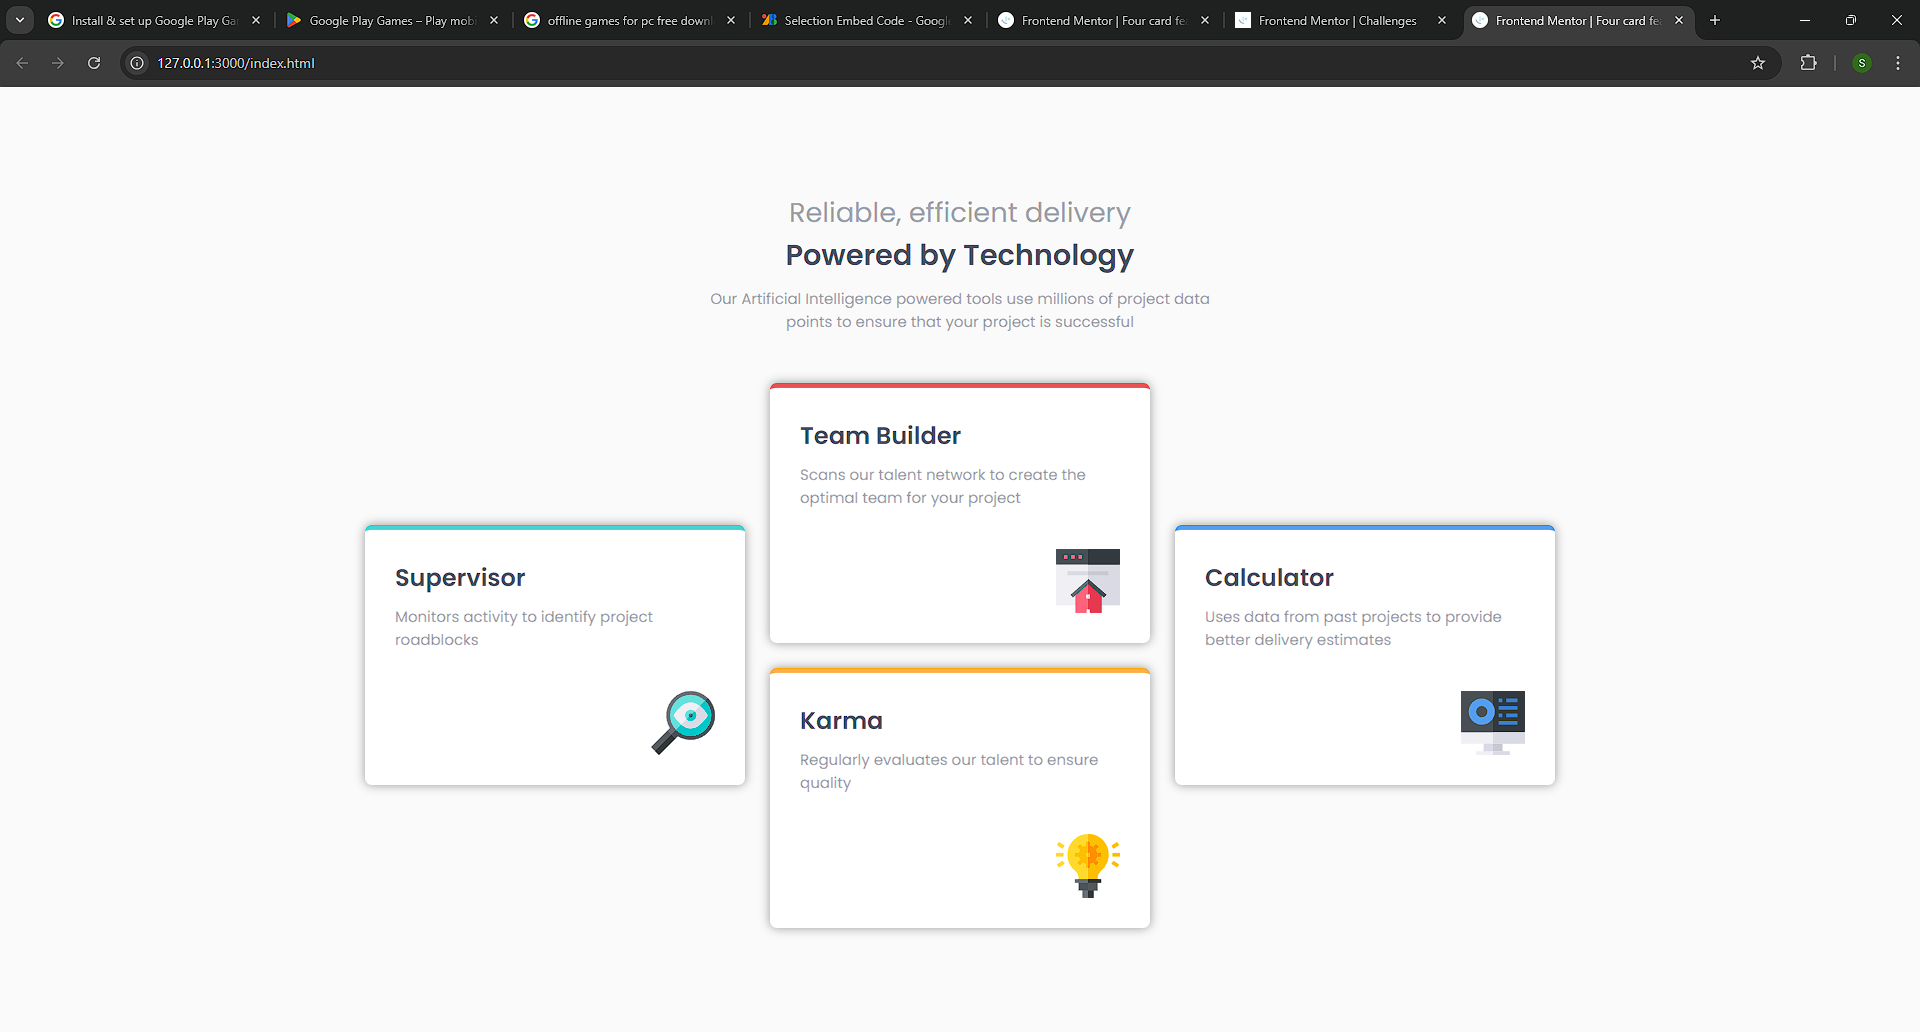 Install & set up Google Play Ga
Google Play Games – Play mob
offline games for pc free down
Selection Embed Code - Googl
Frontend Mentor | Four card fe
Frontend Mentor | Challenges
Frontend Mentor | Four card fe
127.0.0.1:3000/index.html
S
Reliable, efficient delivery
Powered by Technology
Our Artificial Intelligence powered tools use millions of project data
points to ensure that your project is successful
Team Builder
Scans our talent network to create the
optimal team for your project
Supervisor
Monitors activity to identify project
roadblocks
Calculator
Uses data from past projects to provide
better delivery estimates
Karma
Regularly evaluates our talent to ensure
quality